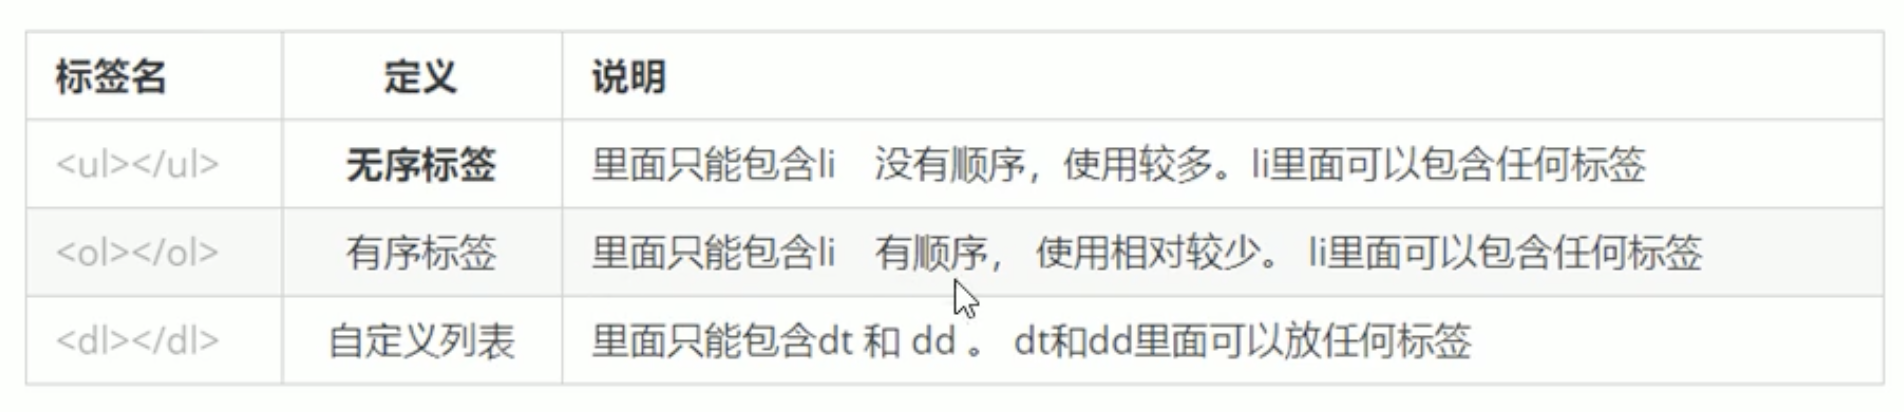 标签名 定义 说明
<ul></ul> 无序标签 里面只能包含li 没有顺序，使用较多。li里面可以包含任何标签
<ol></ol> 有序标签 里面只能包含li 有顺序， 使用相对较少。 li里面可以包含任何标签
<dl></dl> 自定义列表 里面只能包含dt 和 dd 。 dt和dd里面可以放任何标签